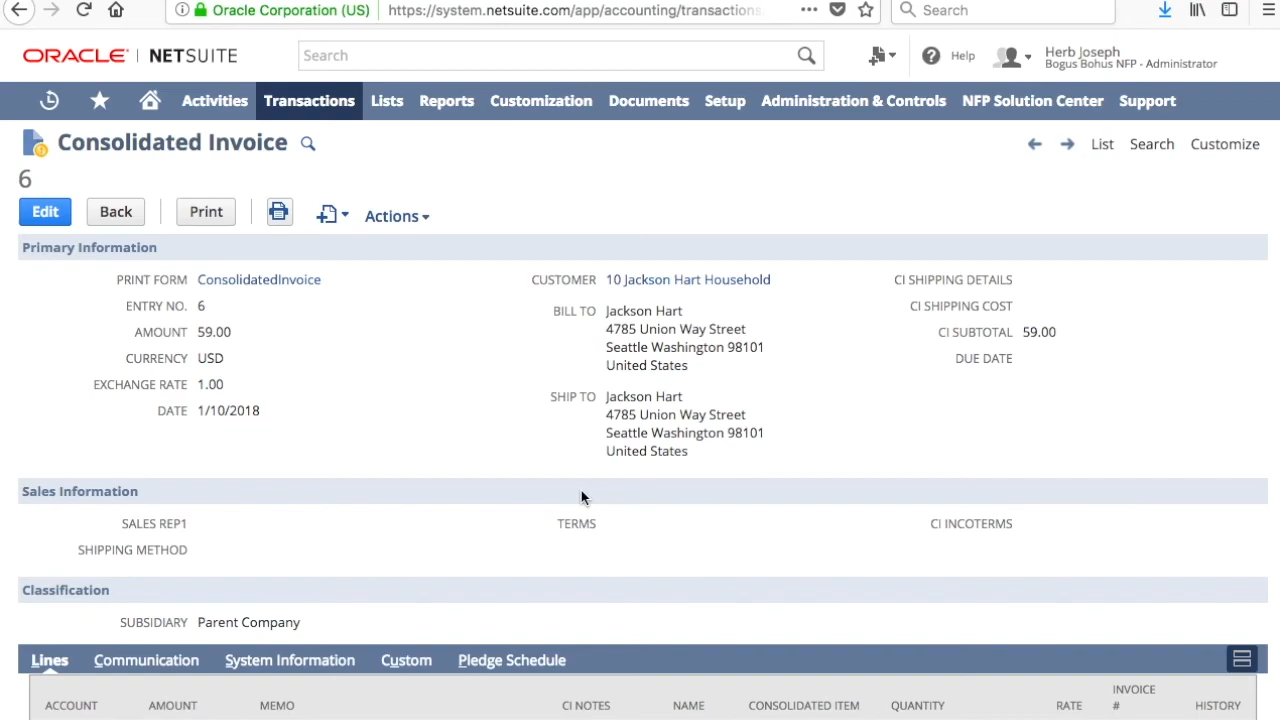 Oracle Corporation (US) https://system.netsuite.com/app/accounting/transactions. Search
ORACLE | NETSUITE Search Help Herb Joseph
Bogus Bohus NFP - Administrator
Activities Transactions Lists Reports Customization Documents Setup Administration & Controls NFP Solution Center Support
Consolidated Invoice List Search Customize
6
Edit Back Print Actions
Primary Information
PRINT FORM ConsolidatedInvoice
ENTRY NO. 6
AMOUNT 59.00
CURRENCY USD
EXCHANGE RATE 1.00
DATE 1/10/2018
CUSTOMER 10 Jackson Hart Household
BILL TO Jackson Hart
4785 Union Way Street
Seattle Washington 98101
United States
SHIP TO Jackson Hart
4785 Union Way Street
Seattle Washington 98101
United States
CI SHIPPING DETAILS
CI SHIPPING COST
CI SUBTOTAL 59.00
DUE DATE
Sales Information
SALES REP1 TERMS CI INCOTERMS
SHIPPING METHOD
Classification
SUBSIDIARY Parent Company
Lines Communication System Information Custom Pledge Schedule
ACCOUNT AMOUNT MEMO CI NOTES NAME CONSOLIDATED ITEM QUANTITY RATE INVOICE # HISTORY